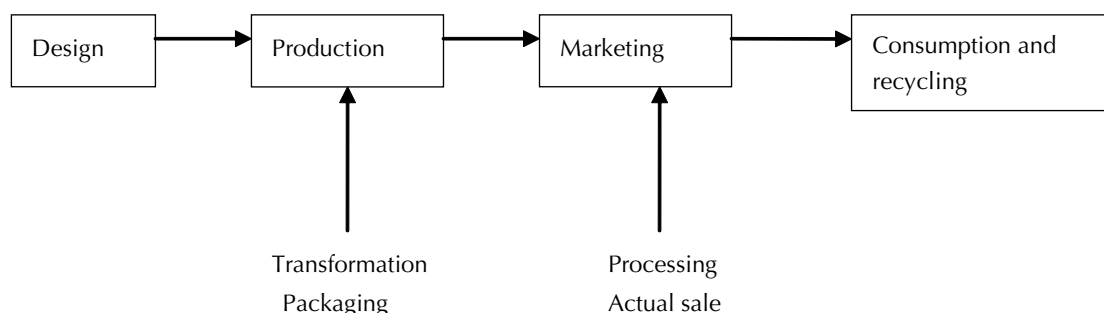 Design
Production
Marketing
Consumption and
recycling
Transformation
Packaging
Processing
Actual sale